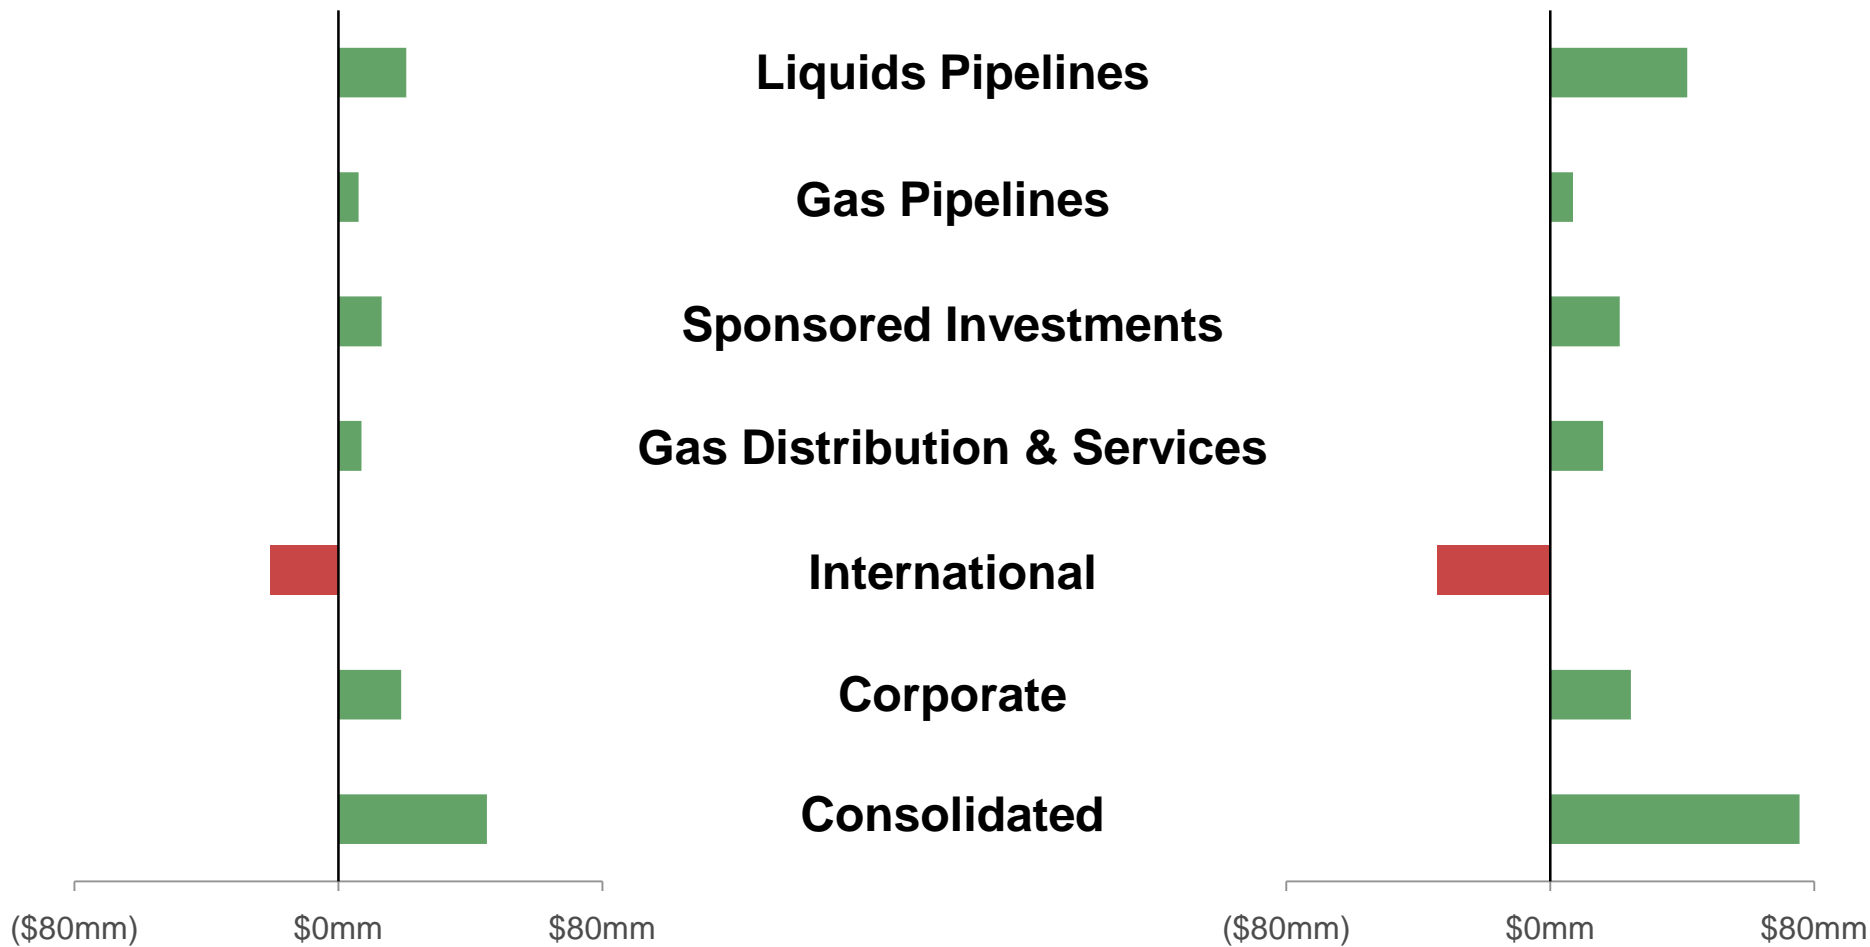 Liquids Pipelines
Gas Pipelines
Sponsored Investments
Gas Distribution & Services
International
Corporate
Consolidated
($80mm) $0mm $80mm ($80mm) $0mm $80mm